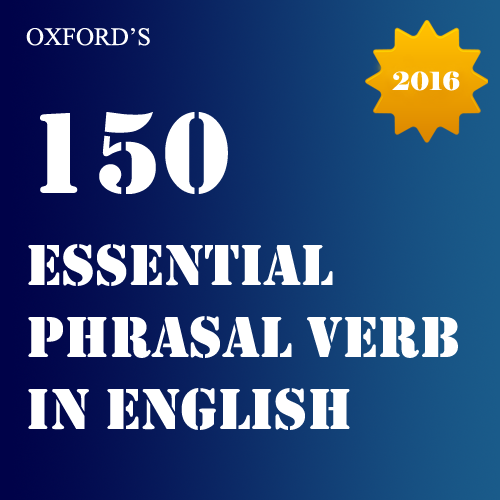 OXFORD'S
2016
150
ESSENTIAL
PHRASAL VERB
IN ENGLISH